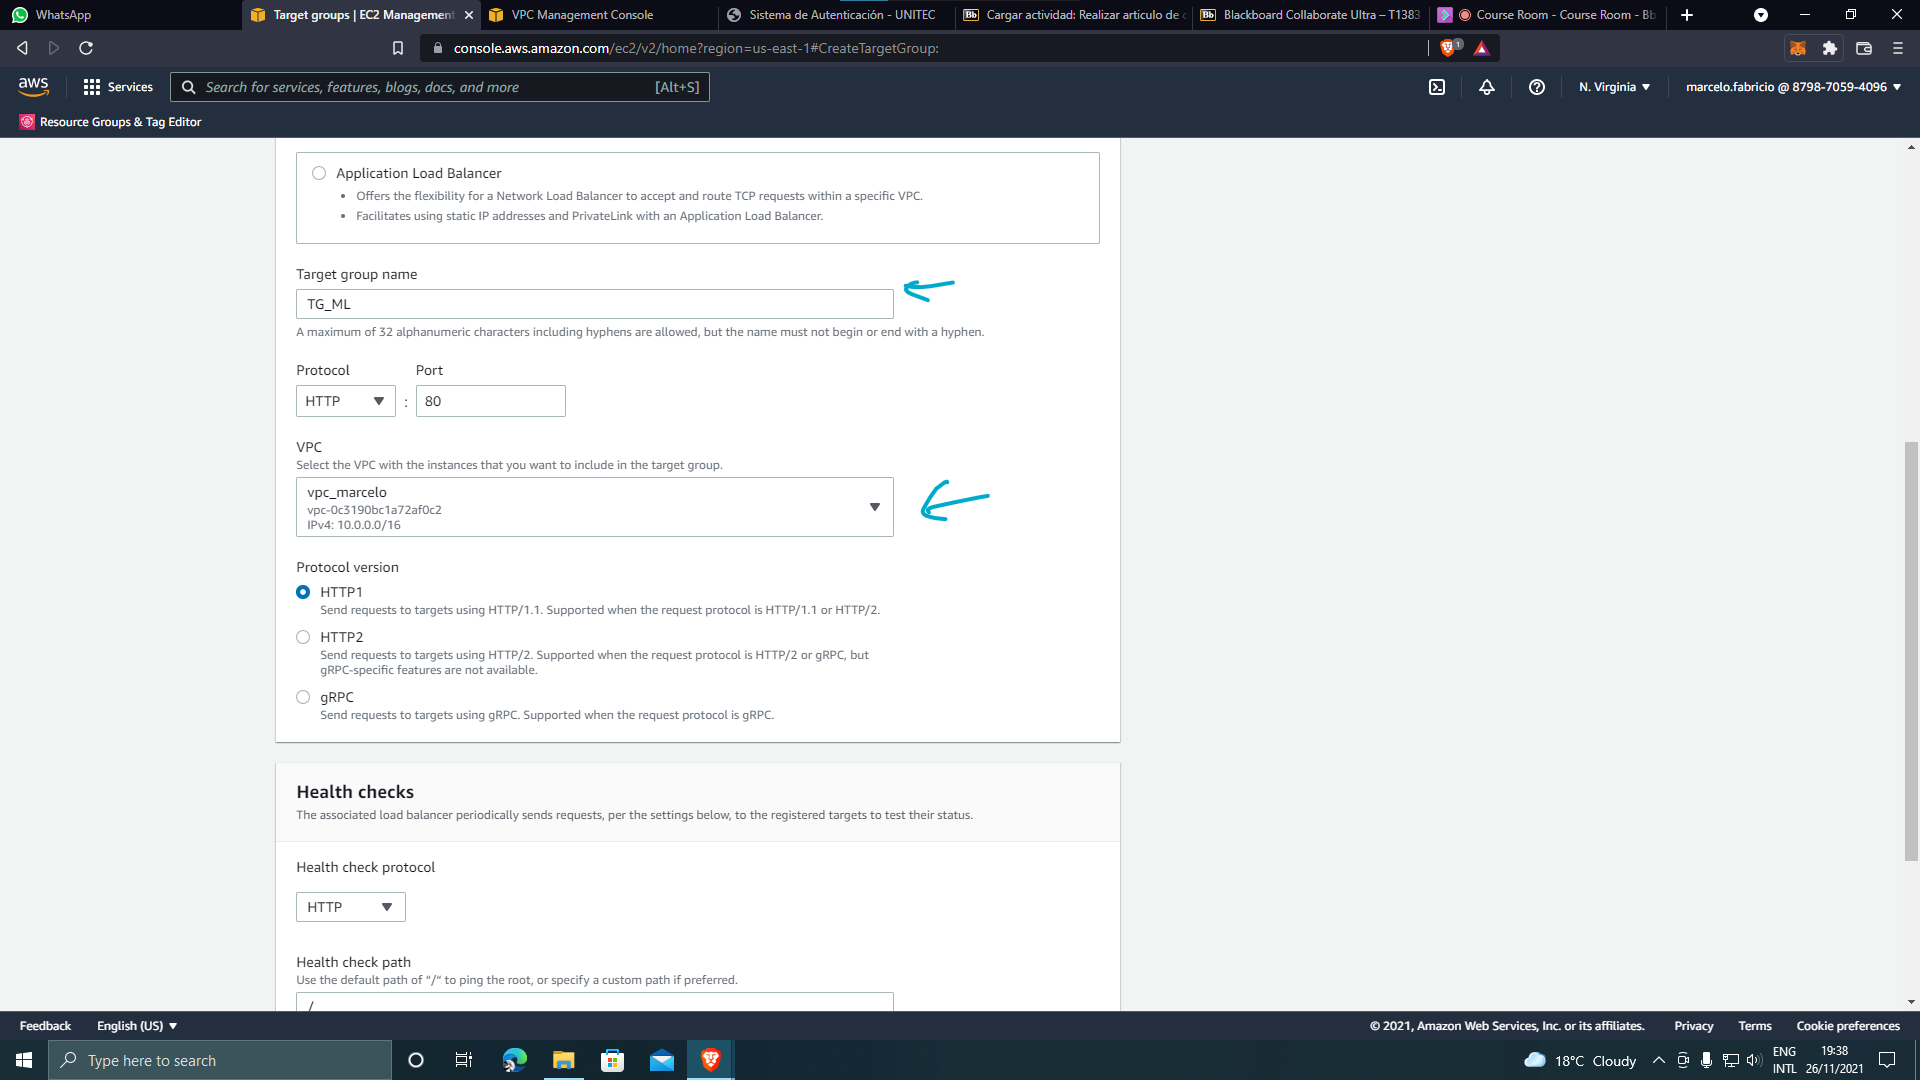 WhatsApp
Target groups | EC2 Management
VPC Management Console
Sistema de Autenticación - UNITEC
Bb Cargar actividad: Realizar articulo de c
Bb Blackboard Collaborate Ultra – T1383
Course Room - Course Room - Bb
console.aws.amazon.com/ec2/v2/home?region=us-east-1#CreateTargetGroup:
1
aws
Services
Search for services, features, blogs, docs, and more
[Alt+S]
N. Virginia
marcelo.fabricio @ 8798-7059-4096
Resource Groups & Tag Editor
Application Load Balancer
• Offers the flexibility for a Network Load Balancer to accept and route TCP requests within a specific VPC.
• Facilitates using static IP addresses and PrivateLink with an Application Load Balancer.
Target group name
TG_ML
A maximum of 32 alphanumeric characters including hyphens are allowed, but the name must not begin or end with a hyphen.
Protocol Port
HTTP : 80
VPC
Select the VPC with the instances that you want to include in the target group.
vpc_marcelo
vpc-0c3190bc1a72af0c2
IPv4: 10.0.0.0/16
Protocol version
HTTP1
Send requests to targets using HTTP/1.1. Supported when the request protocol is HTTP/1.1 or HTTP/2.
HTTP2
Send requests to targets using HTTP/2. Supported when the request protocol is HTTP/2 or gRPC, but
gRPC-specific features are not available.
gRPC
Send requests to targets using gRPC. Supported when the request protocol is gRPC.
Health checks
The associated load balancer periodically sends requests, per the settings below, to the registered targets to test their status.
Health check protocol
HTTP
Health check path
Use the default path of “/” to ping the root, or specify a custom path if preferred.
/
Feedback
English (US)
© 2021, Amazon Web Services, Inc. or its affiliates.
Privacy
Terms
Cookie preferences
Type here to search
18°C Cloudy
ENG
INTL
19:38
26/11/2021